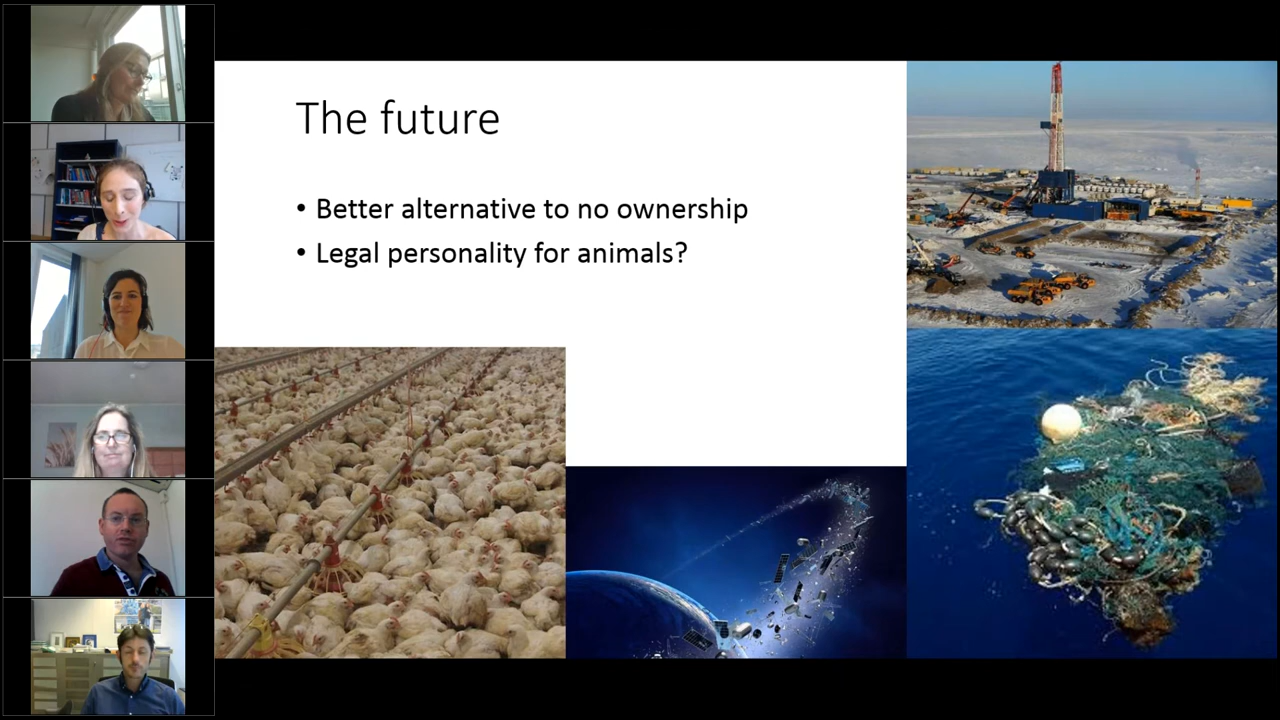 The future
• Better alternative to no ownership
• Legal personality for animals?